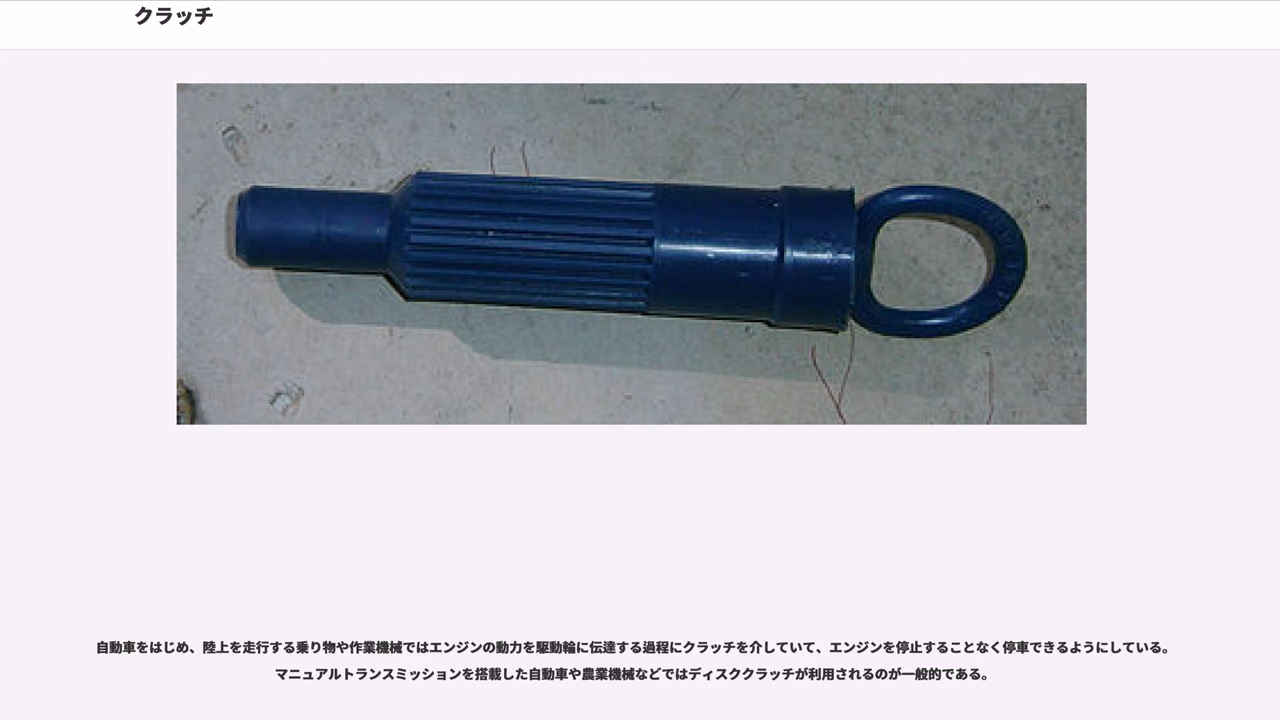 クラッチ
自動車をはじめ、陸上を走行する乗り物や作業機械ではエンジンの動力を駆動輪に伝達する過程にクラッチを介していて、エンジンを停止することなく停車できるようにしている。
マニュアルトランスミッションを搭載した自動車や農業機械などではディスククラッチが利用されるのが一般的である。